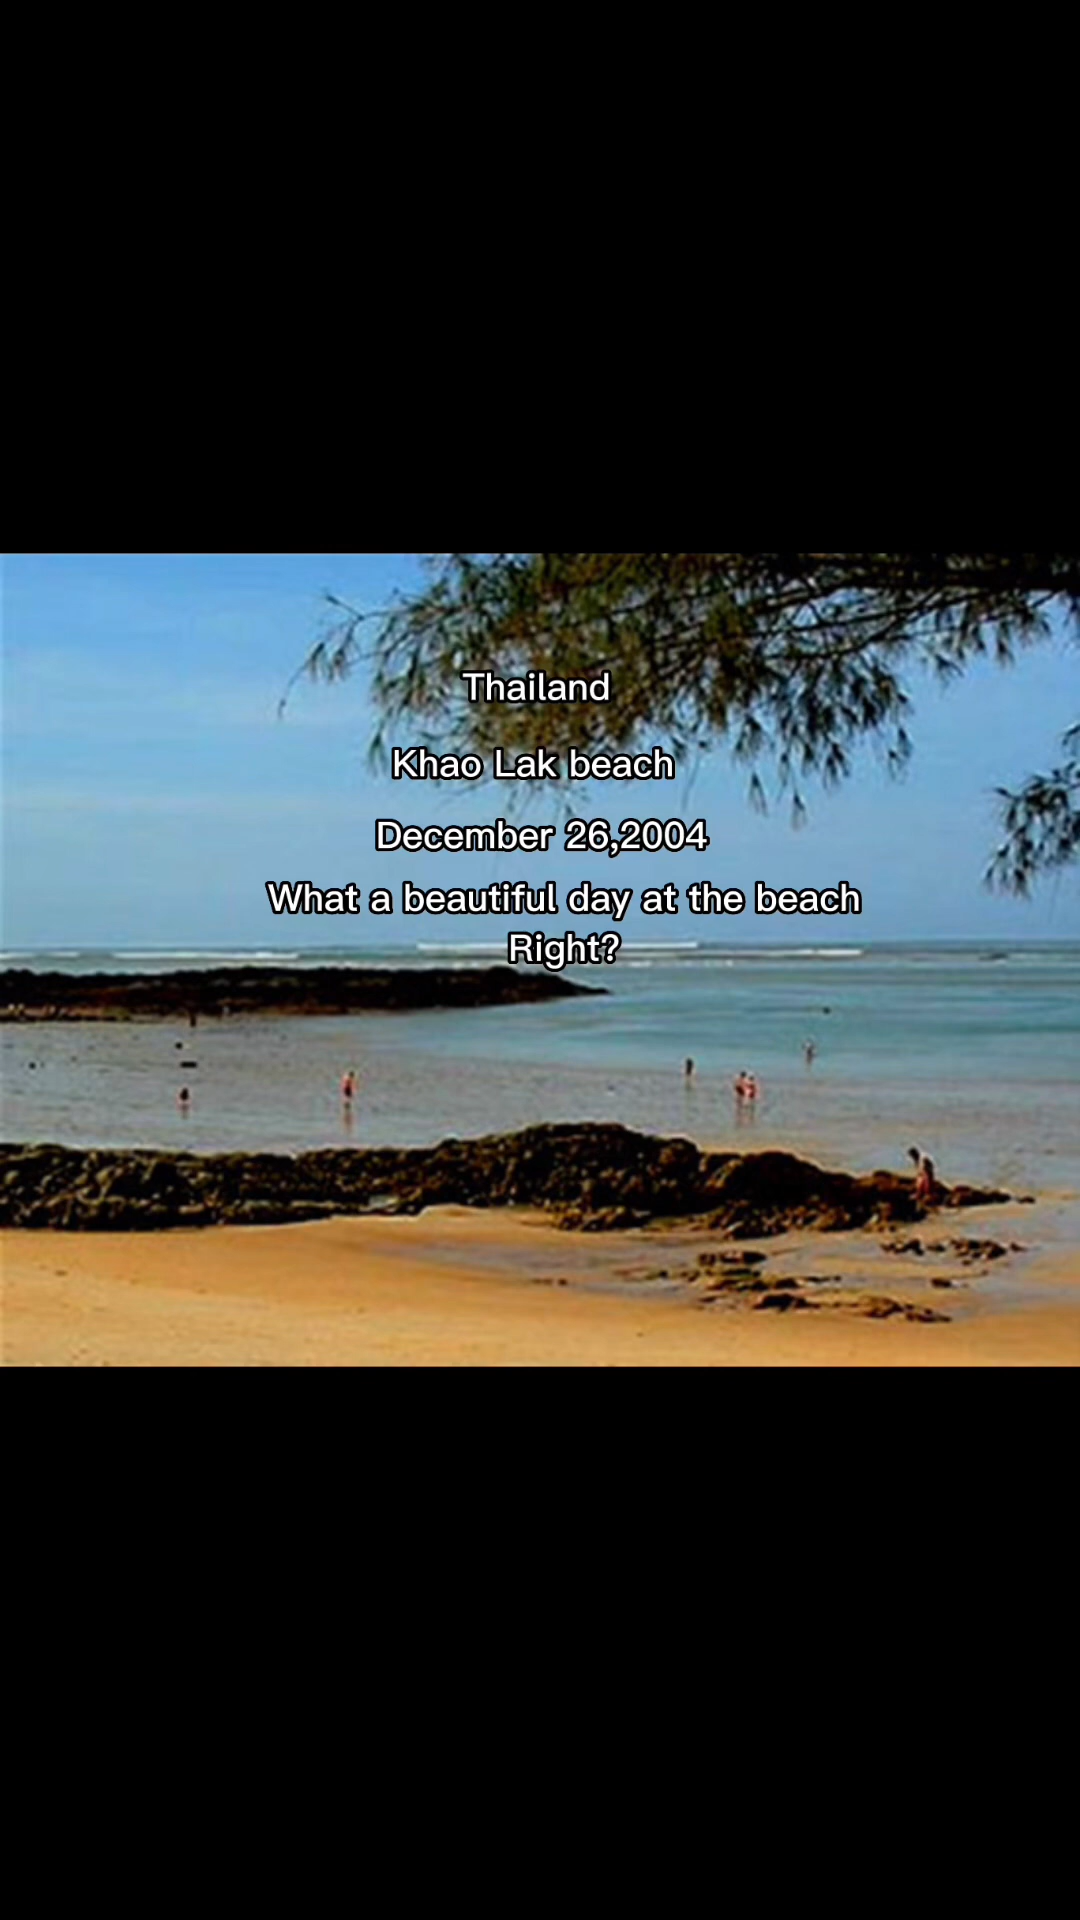 Thailand
Khao Lak beach
December 26,2004
What a beautiful day at the beach
Right?